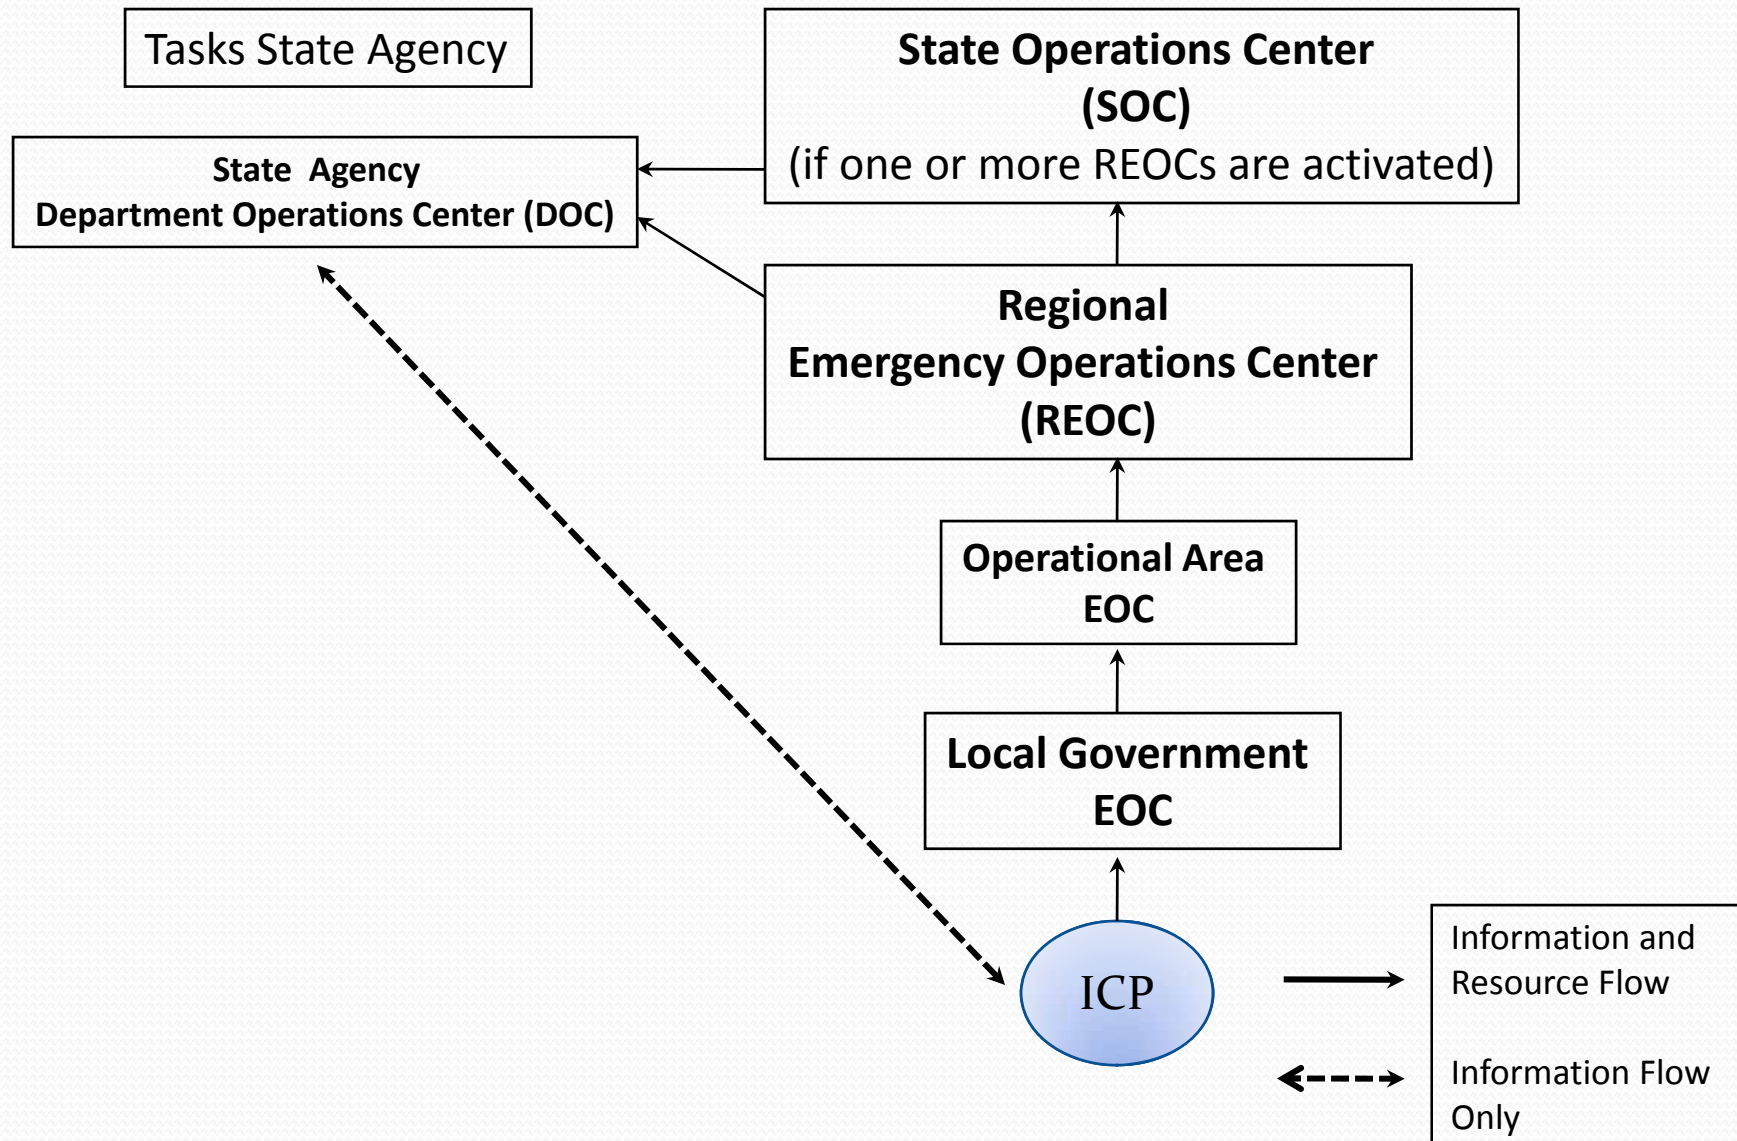 Tasks State Agency
State Operations Center
(SOC)
(if one or more REOCs are activated)
State Agency
Department Operations Center (DOC)
Regional
Emergency Operations Center
(REOC)
Operational Area
EOC
Local Government
EOC
ICP
Information and
Resource Flow
Information Flow
Only